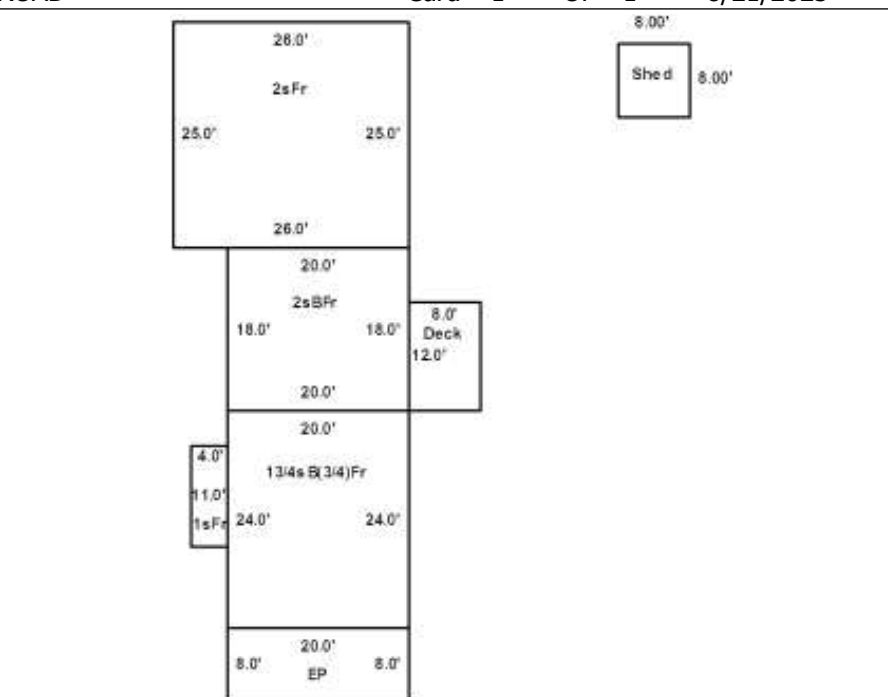 8.00'
26.0'
Shed 8.00'
2sFr
25.0' 25.0'
26.0'
20.0'
2sBFr
8.0'
18.0' 18.0' Deck
12.0'
20.0'
20.0'
4.0'
13/4s B(3/4)Fr
11.0'
1sFr 24.0' 24.0'
20.0'
8.0' 8.0'
EP